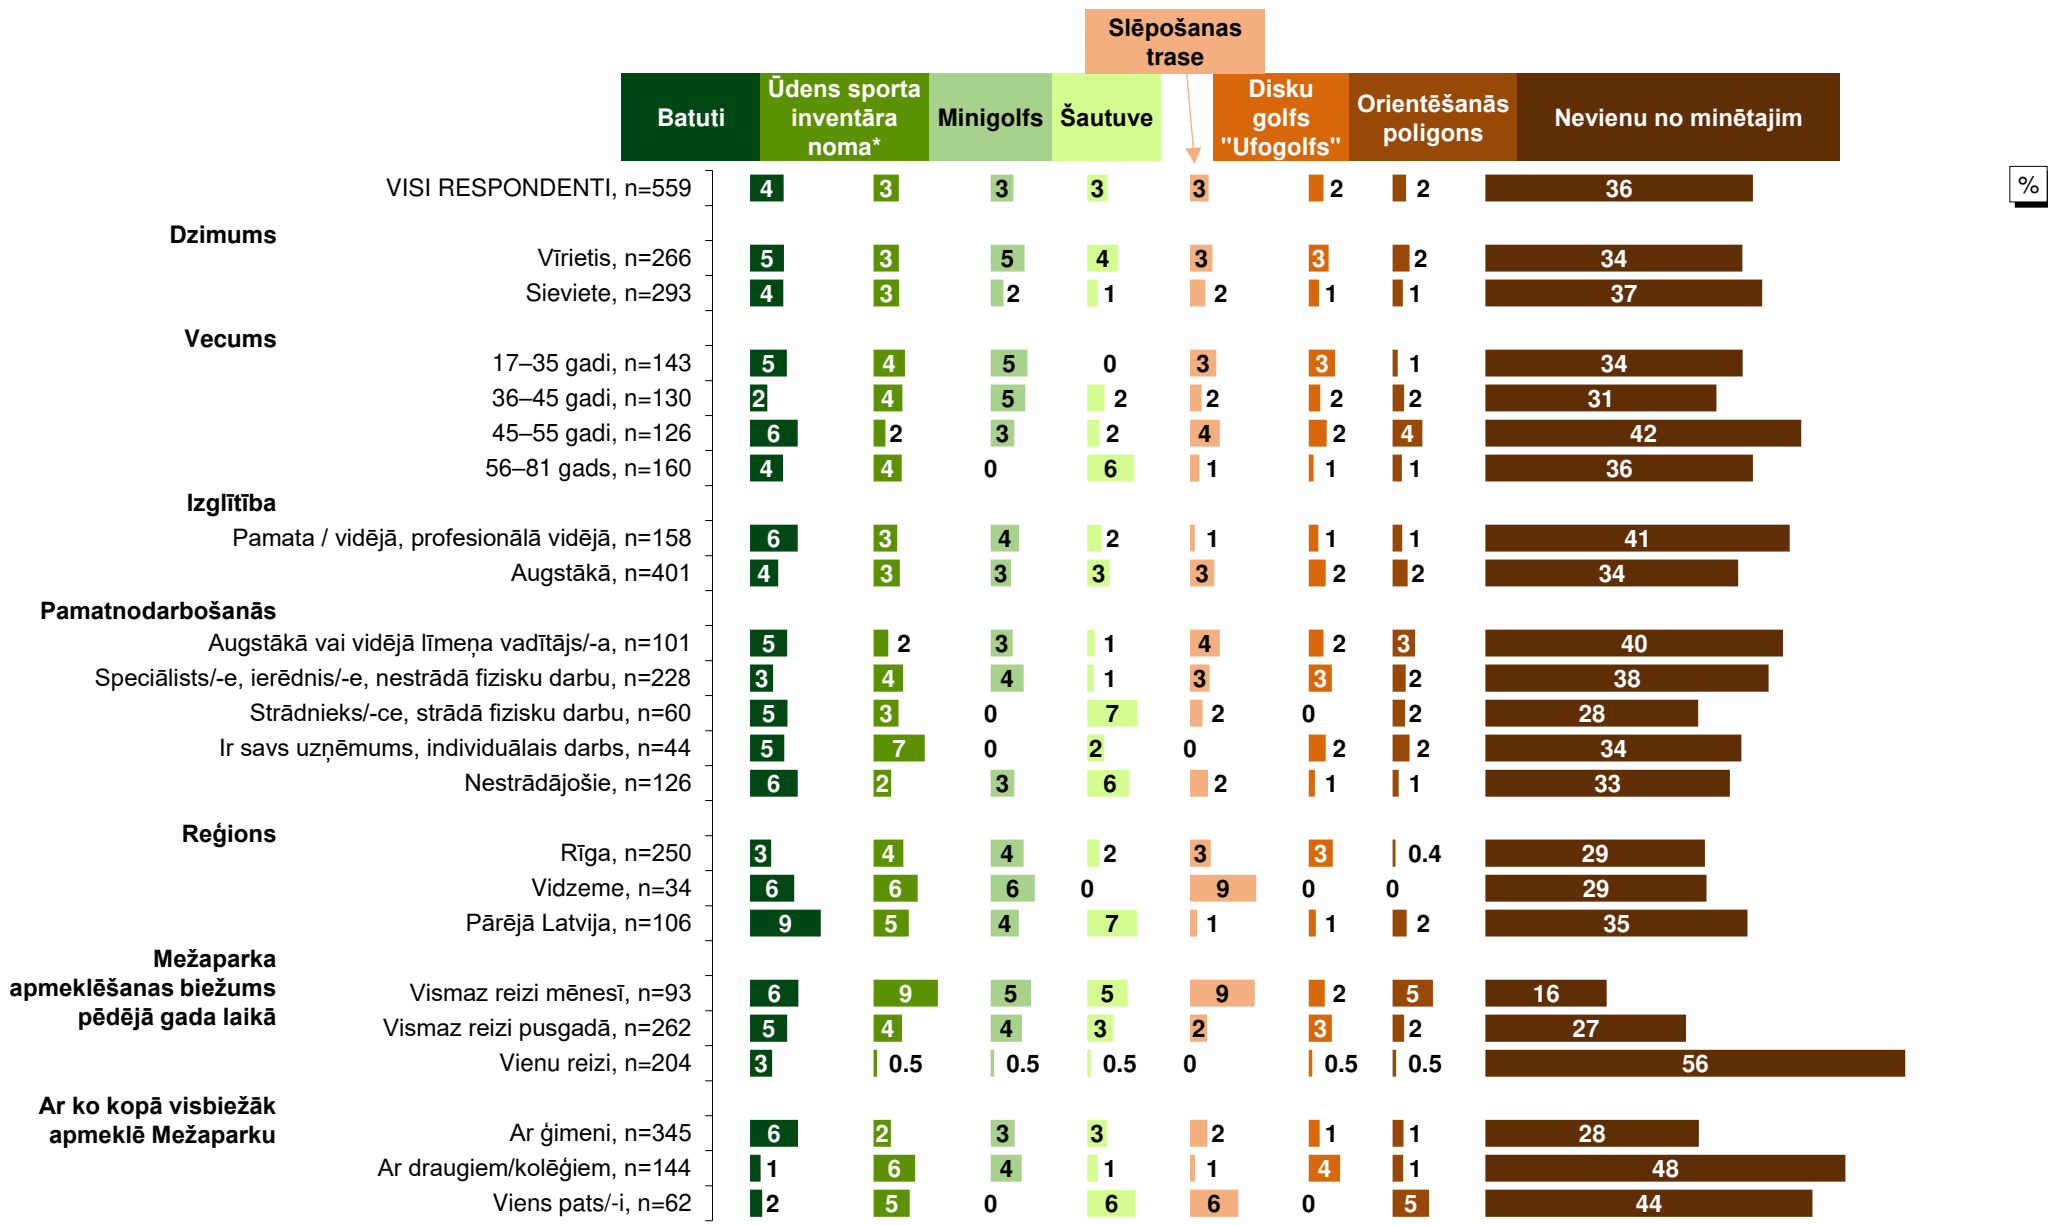 Slēpošanas
trase
Batuti
Ūdens sporta
inventāra
noma*
Minigolfs
Šautuve
Disku
golfs
"Ufogolfs"
Orientēšanās
poligons
Nevienu no minētajim
%
VISI RESPONDENTI, n=559 4 3 3 3 3 2 2 36
Dzimums
Vīrietis, n=266 5 3 5 4 3 3 2 34
Sieviete, n=293 4 3 2 1 2 1 1 37
Vecums
17–35 gadi, n=143 5 4 5 0 3 3 1 34
36–45 gadi, n=130 2 4 5 2 2 2 2 31
45–55 gadi, n=126 6 2 3 2 4 2 4 42
56–81 gads, n=160 4 4 0 6 1 1 1 36
Izglītība
Pamata / vidējā, profesionālā vidējā, n=158 6 3 4 2 1 1 1 41
Augstākā, n=401 4 3 3 3 3 2 2 34
Pamatnodarbošanās
Augstākā vai vidējā līmeņa vadītājs/-a, n=101 5 2 3 1 4 2 3 40
Speciālists/-e, ierēdnis/-e, nestrādā fizisku darbu, n=228 3 4 4 1 3 3 2 38
Strādnieks/-ce, strādā fizisku darbu, n=60 5 3 0 7 2 0 2 28
Ir savs uzņēmums, individuālais darbs, n=44 5 7 0 2 0 2 2 34
Nestrādājošie, n=126 6 2 3 6 2 1 1 33
Reģions
Rīga, n=250 3 4 4 2 3 3 0.4 29
Vidzeme, n=34 6 6 6 0 9 0 0 29
Pārējā Latvija, n=106 9 5 4 7 1 1 2 35
Mežaparka
apmeklēšanas biežums
pēdējā gada laikā
Vismaz reizi mēnesī, n=93 6 9 5 5 9 2 5 16
Vismaz reizi pusgadā, n=262 5 4 4 3 2 3 2 27
Vienu reizi, n=204 3 0.5 0.5 0.5 0 0.5 0.5 56
Ar ko kopā visbiežāk
apmeklē Mežaparku
Ar ģimeni, n=345 6 2 3 3 2 1 1 28
Ar draugiem/kolēģiem, n=144 1 6 4 1 1 4 1 48
Viens pats/-i, n=62 2 5 0 6 6 0 5 44